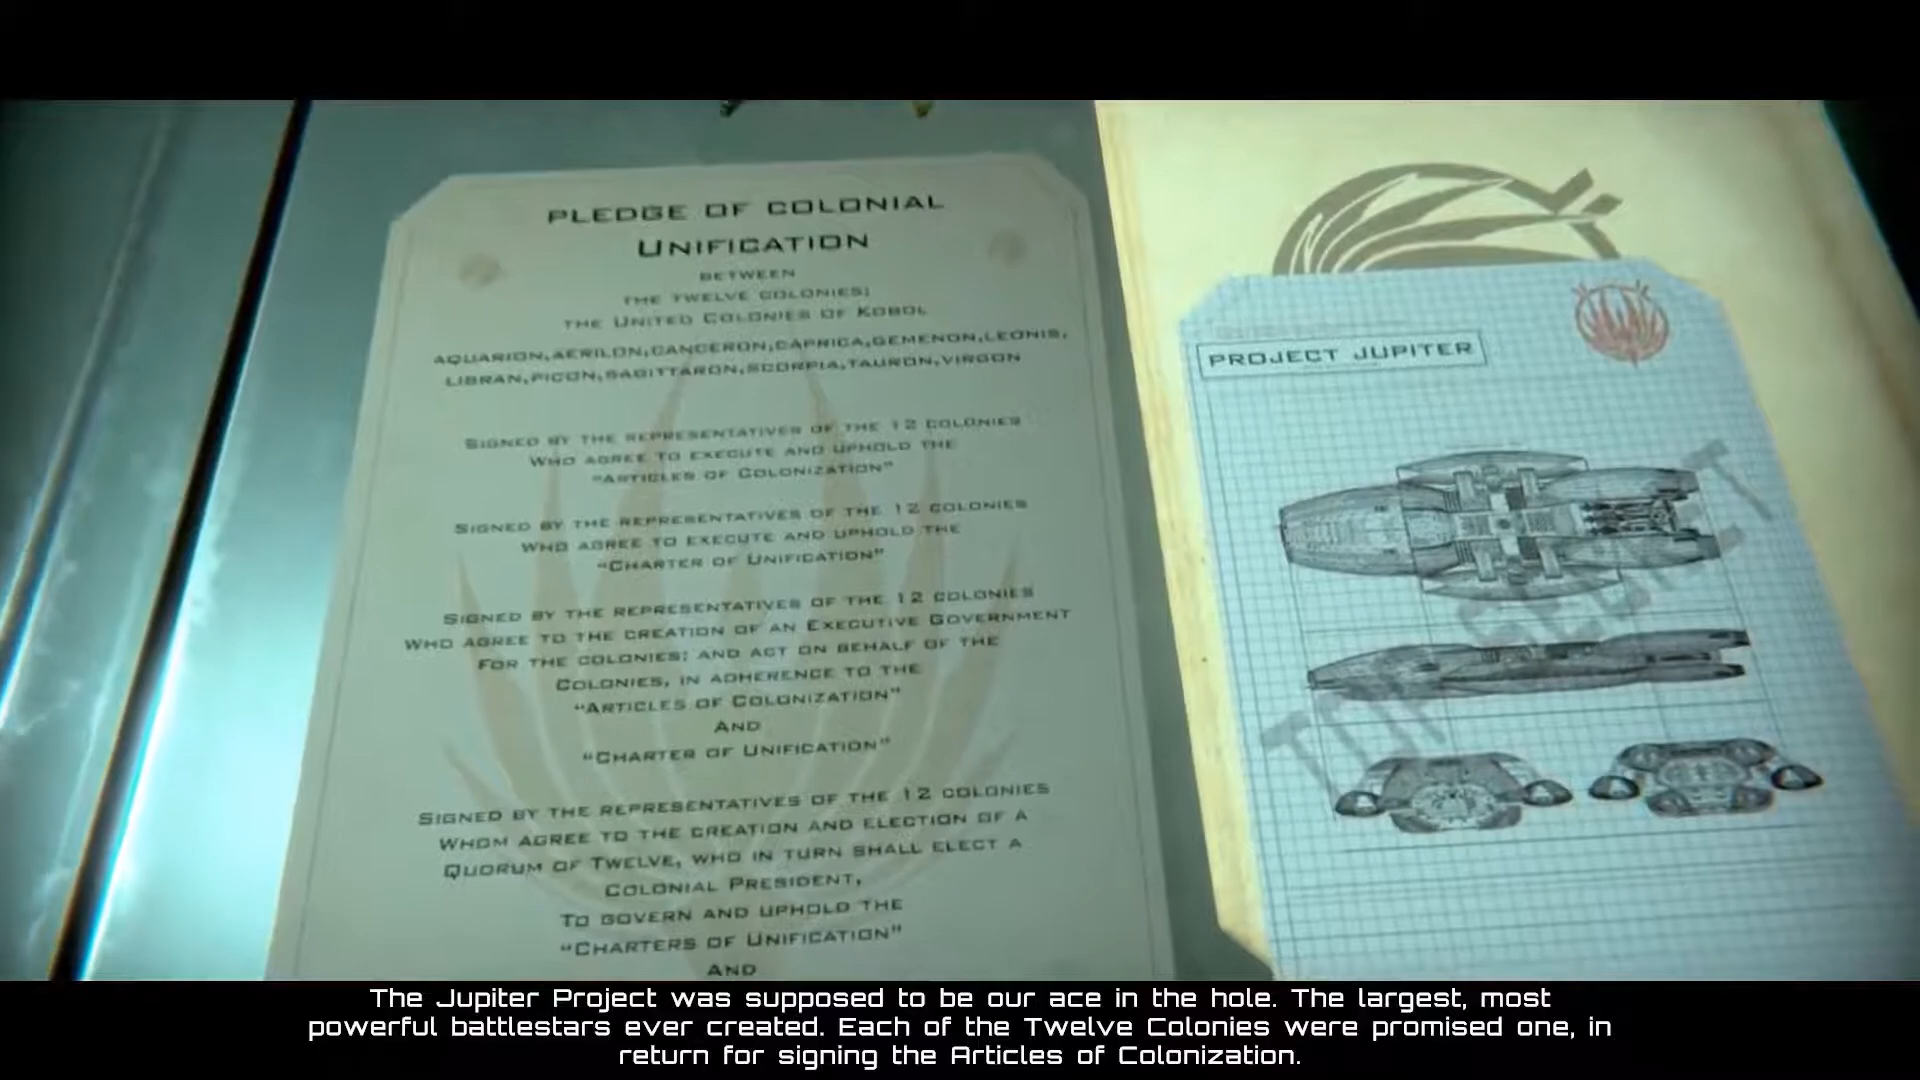 PLEDGE OF COLONIAL
UNIFICATION
BETWEEN
THE TWELVE COLONIES;
THE UNITED COLONIES OF KOBOL
AQUARION,AERILON,CANCERON,CAPRICA,GEMENON,LEONIS,
LIBRAN,PICON,SAGITTARON,SCORPIA,TAURON,VIRGON
SIGNED BY THE REPRESENTATIVES OF THE 12 COLONIES
WHO AGREE TO EXECUTE AND UPHOLD THE
"ARTICLES OF COLONIZATION"
SIGNED BY THE REPRESENTATIVES OF THE 12 COLONIES
WHO AGREE TO EXECUTE AND UPHOLD THE
"CHARTER OF UNIFICATION"
SIGNED BY THE REPRESENTATIVES OF THE 12 COLONIES
WHO AGREE TO THE CREATION OF AN EXECUTIVE GOVERNMENT
FOR THE COLONIES; AND ACT ON BEHALF OF THE
COLONIES, IN ADHERENCE TO THE
"ARTICLES OF COLONIZATION"
AND
"CHARTER OF UNIFICATION"
SIGNED BY THE REPRESENTATIVES OF THE 12 COLONIES
WHOM AGREE TO THE CREATION AND ELECTION OF A
QUORUM OF TWELVE, WHO IN TURN SHALL ELECT A
COLONIAL PRESIDENT,
TO GOVERN AND UPHOLD THE
"CHARTERS OF UNIFICATION"
AND
PROJECT JUPITER
TOP SECRET
The Jupiter Project was supposed to be our ace in the hole. The largest, most
powerful battlestars ever created. Each of the Twelve Colonies were promised one, in
return for signing the Articles of Colonization.